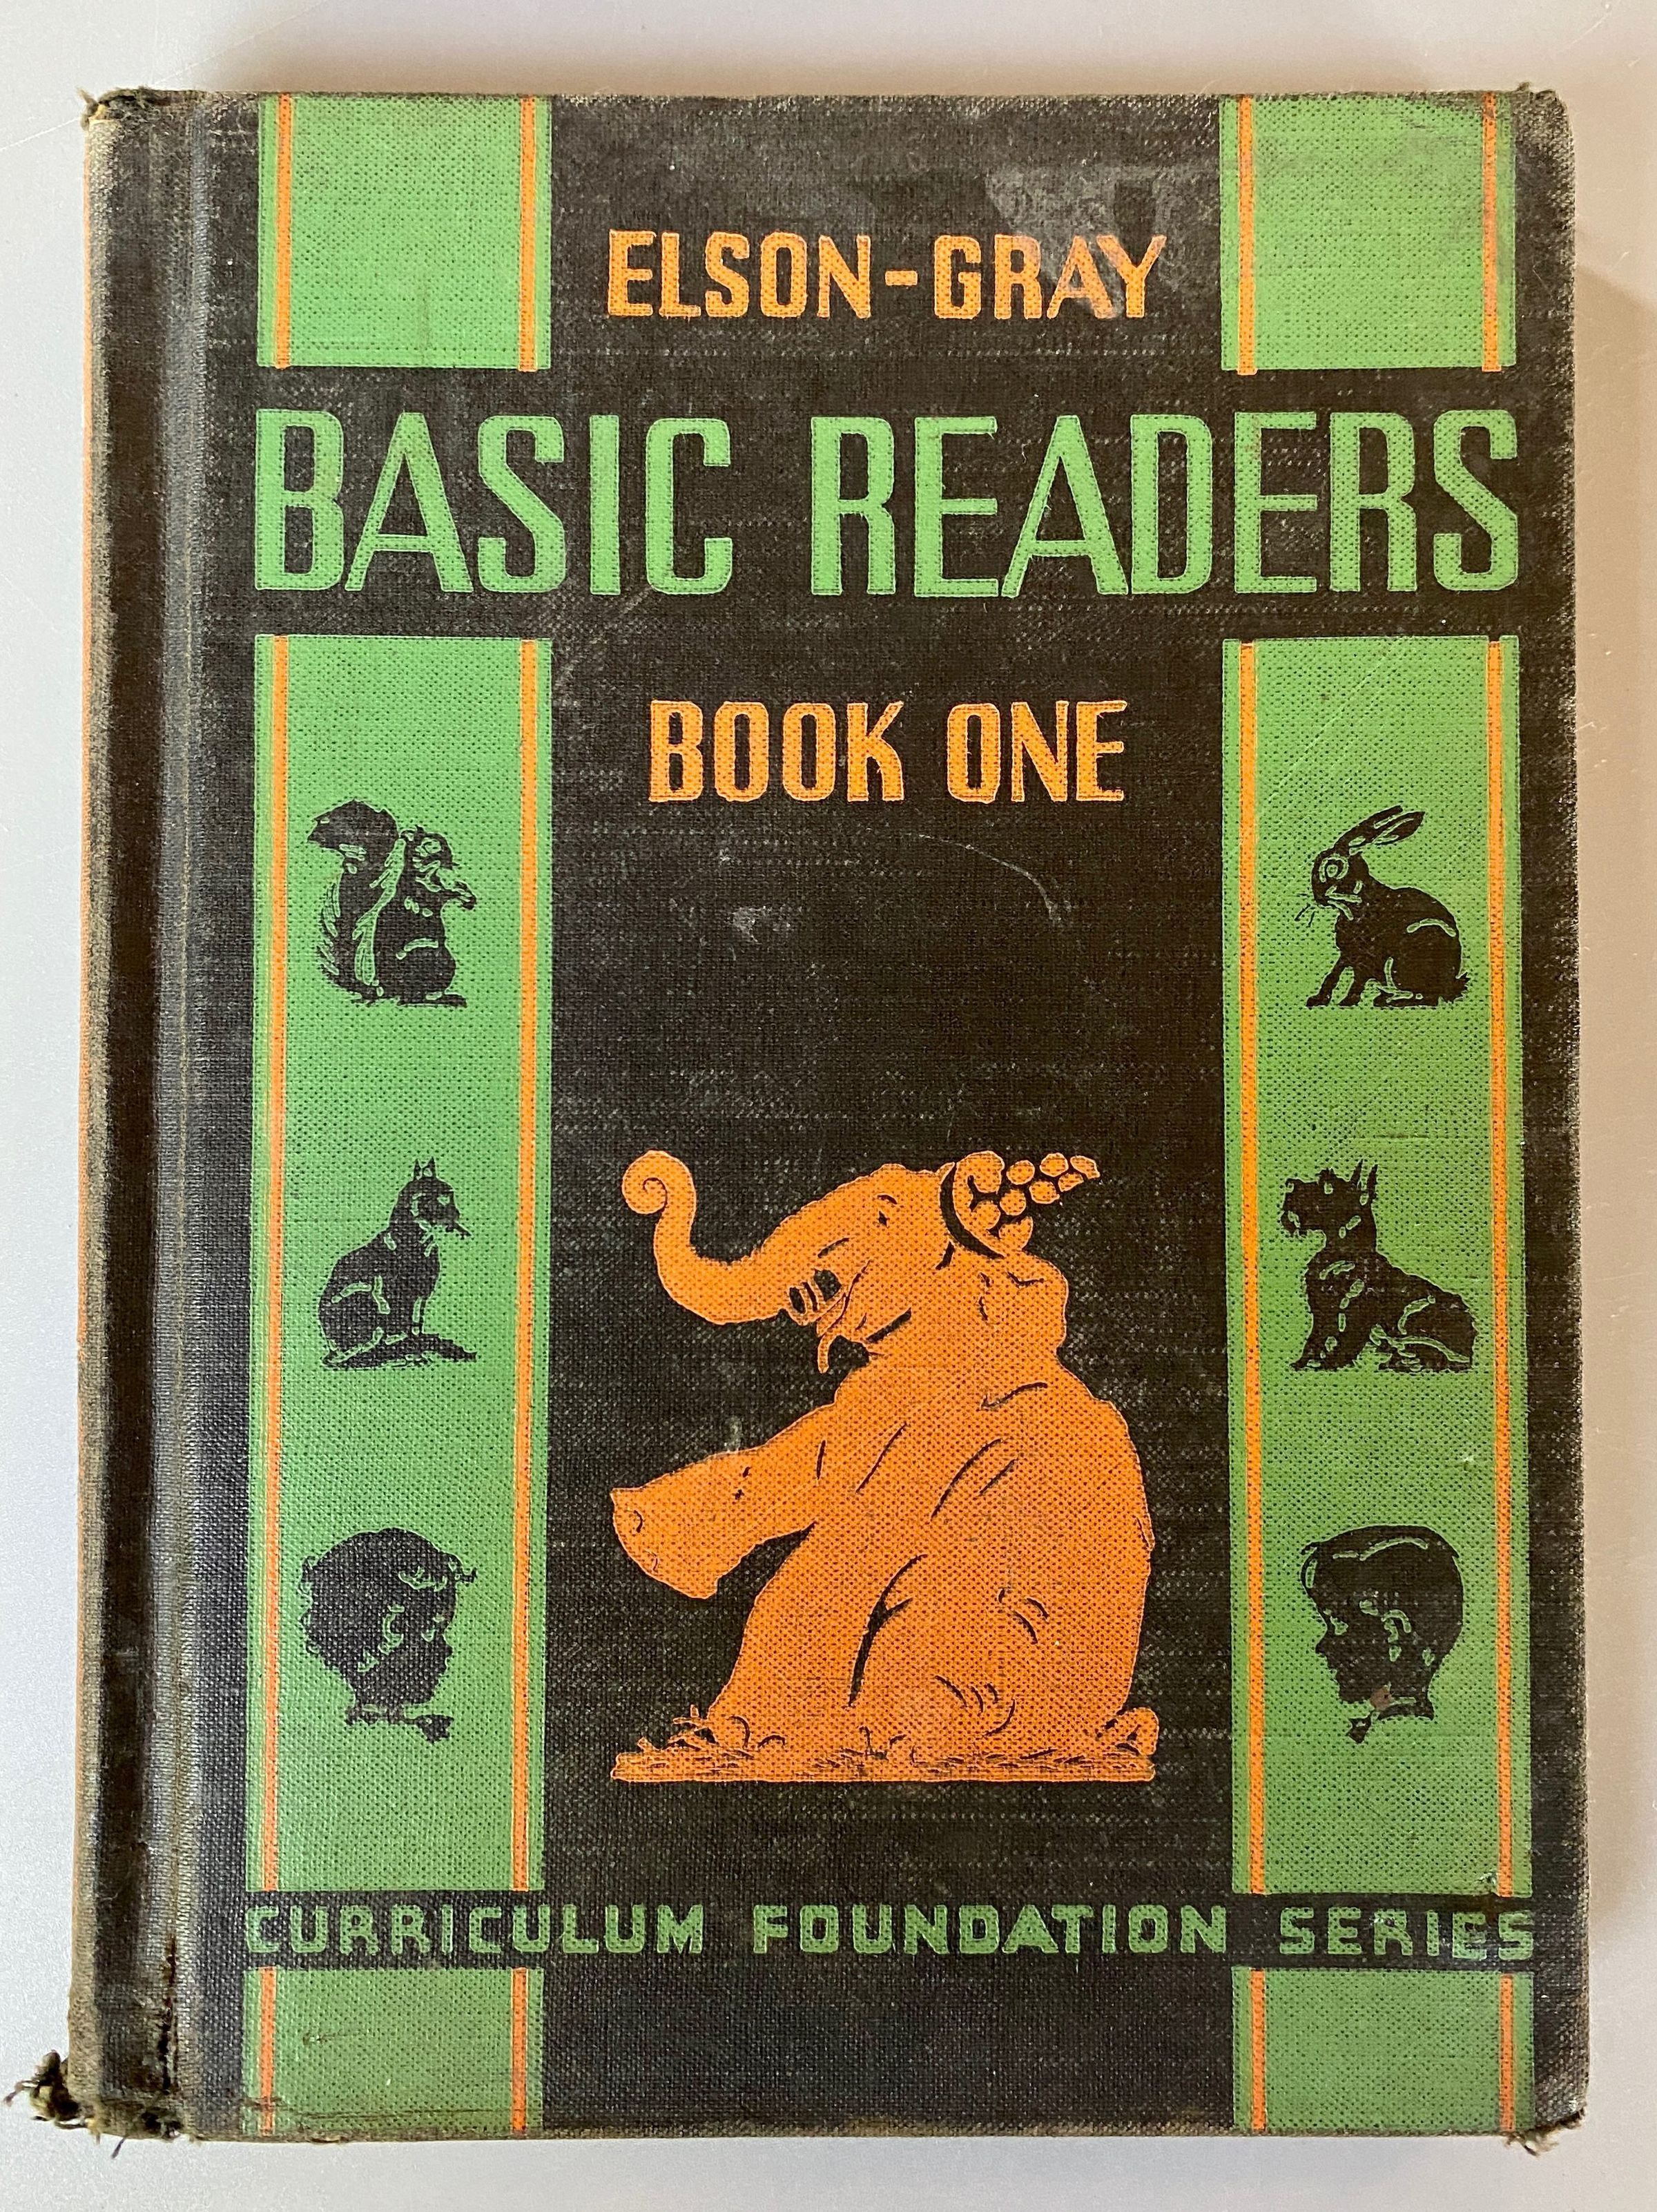 ELSON-GRAY
BASIC READERS
BOOK ONE
CURRICULUM FOUNDATION SERIES